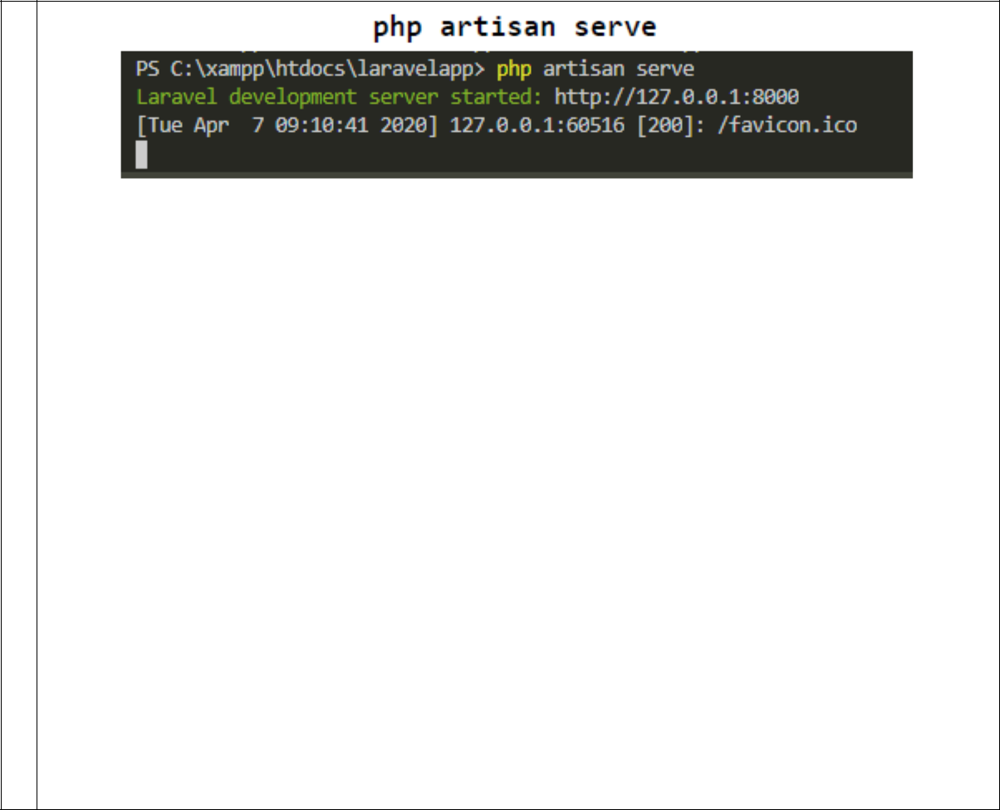 php artisan serve
PS C:\xampp\htdocs\laravelapp> php artisan serve
Laravel development server started: http://127.0.0.1:8000
[Tue Apr  7 09:10:41 2020] 127.0.0.1:60516 [200]: /favicon.ico